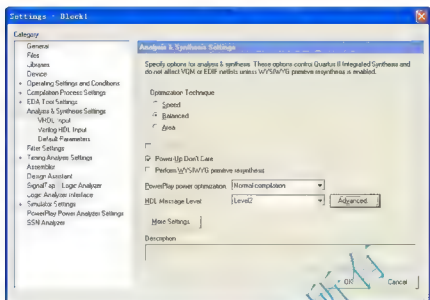 Settings - Block1
Category
General
Files
Libraries
Device
Operating Settings and Conditions
Compilation Process Settings
EDA Tool Settings
Analysis & Synthesis Settings
VHDL Input
Verilog HDL Input
Default Parameters
Fitter Settings
Timing Analysis Settings
Assembler
Design Assistant
SignalTap Logic Analyzer
Logic Analyzer Interface
Simulator Settings
PowerPlay Power Analyzer Settings
SSN Analyzer
Analysis & Synthesis Settings
Specify options for analysis & synthesis. These options control Quartus II Integrated Synthesis and
do not affect VQM or EDIF netlists unless WYSIWYG primitive resynthesis is enabled.
Optimization Technique
Speed
Balanced
Area
Power-Up Don't Care
Perform WYSIWYG primitive resynthesis
PowerPlay power optimization: Normal compilation
HDL Message Level: Level2
Advanced
More Settings
Description
OK
Cancel